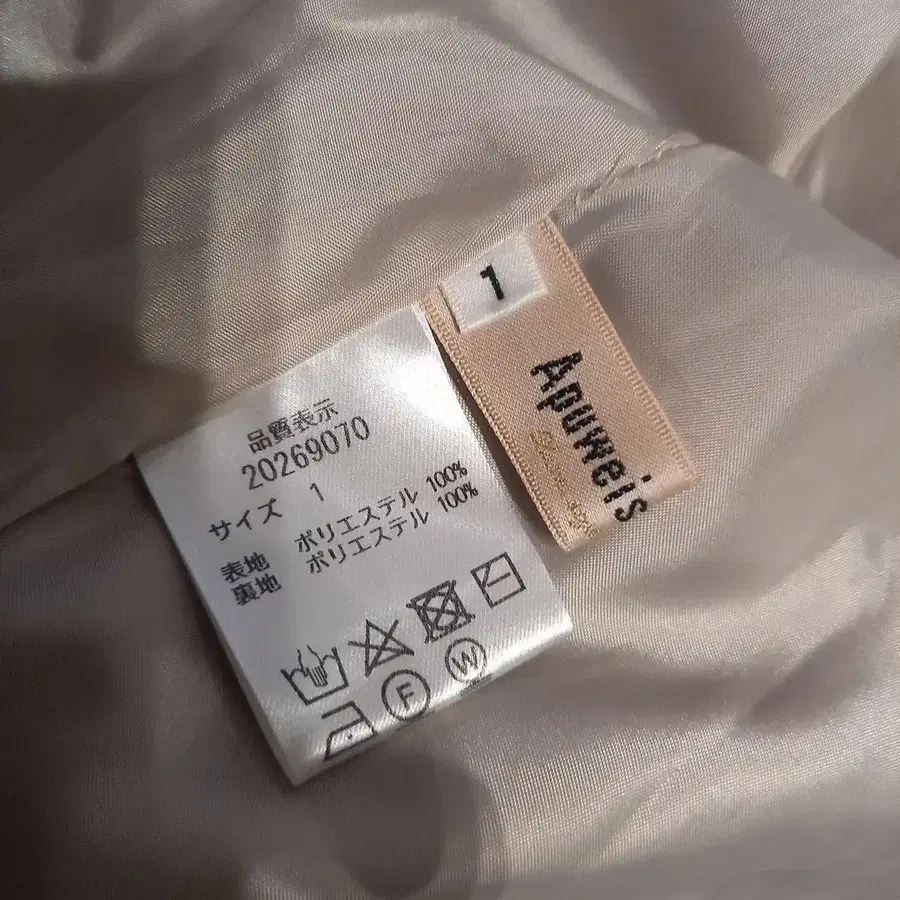 1
Apuweis
品質表示
20269070
サイズ 1
表地 ポリエステル 100%
裏地 ポリエステル 100%
F
W